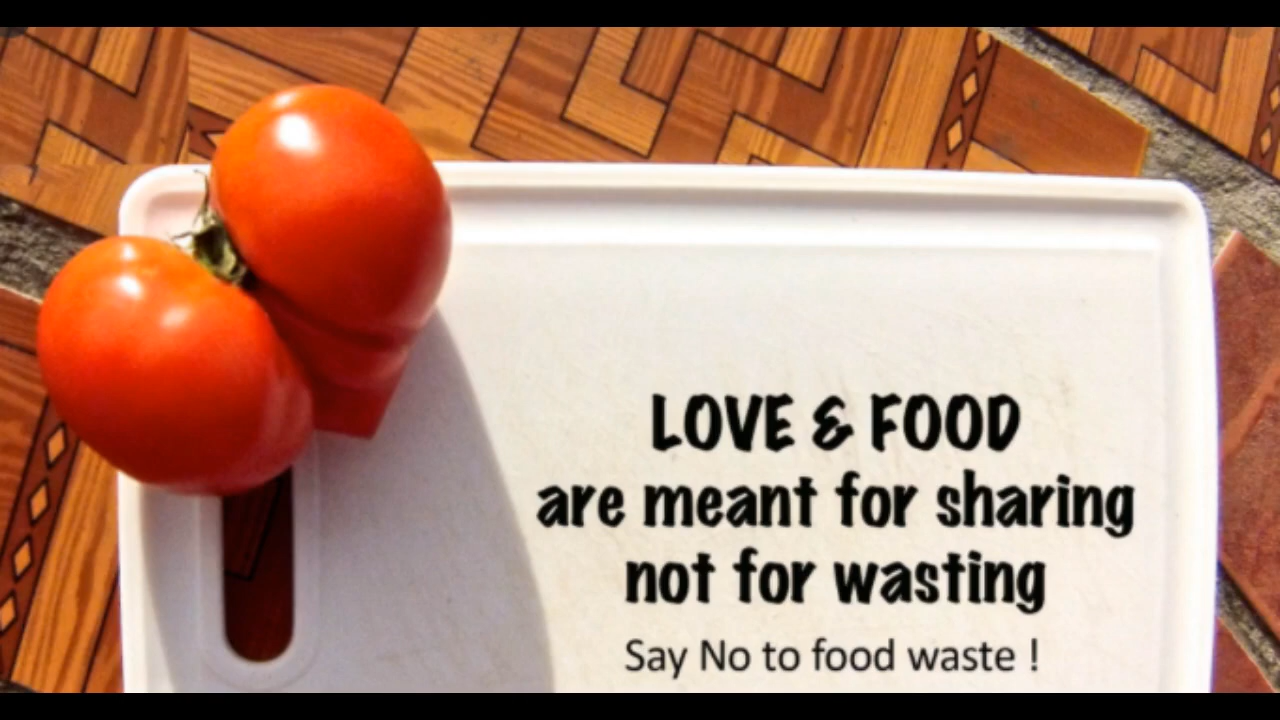 LOVE & FOOD
are meant for sharing
not for wasting
Say No to food waste !